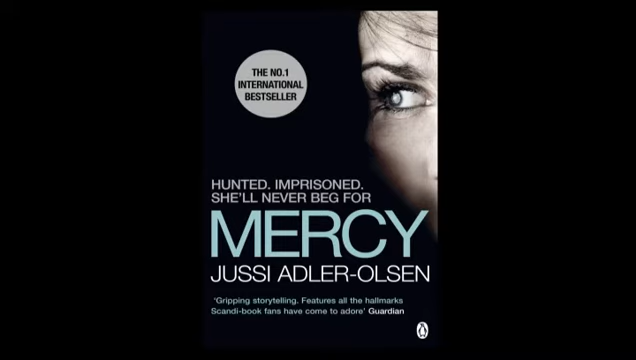 THE NO.1
INTERNATIONAL
BESTSELLER
HUNTED. IMPRISONED.
SHE'LL NEVER BEG FOR
MERCY
JUSSI ADLER-OLSEN
'Gripping storytelling. Features all the hallmarks
Scandi-book fans have come to adore' Guardian